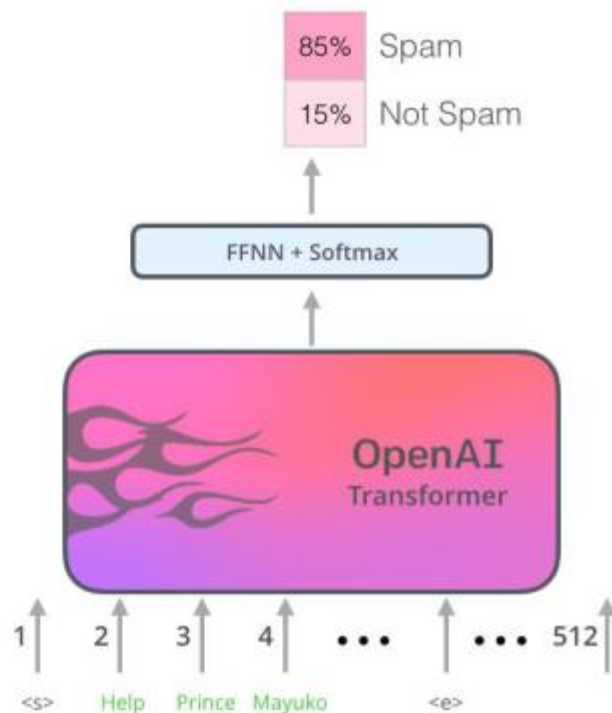 85% Spam
15% Not Spam
FFNN + Softmax
OpenAI
Transformer
1 2 3 4 ••• ••• 512
<s> Help Prince Mayuko <e>